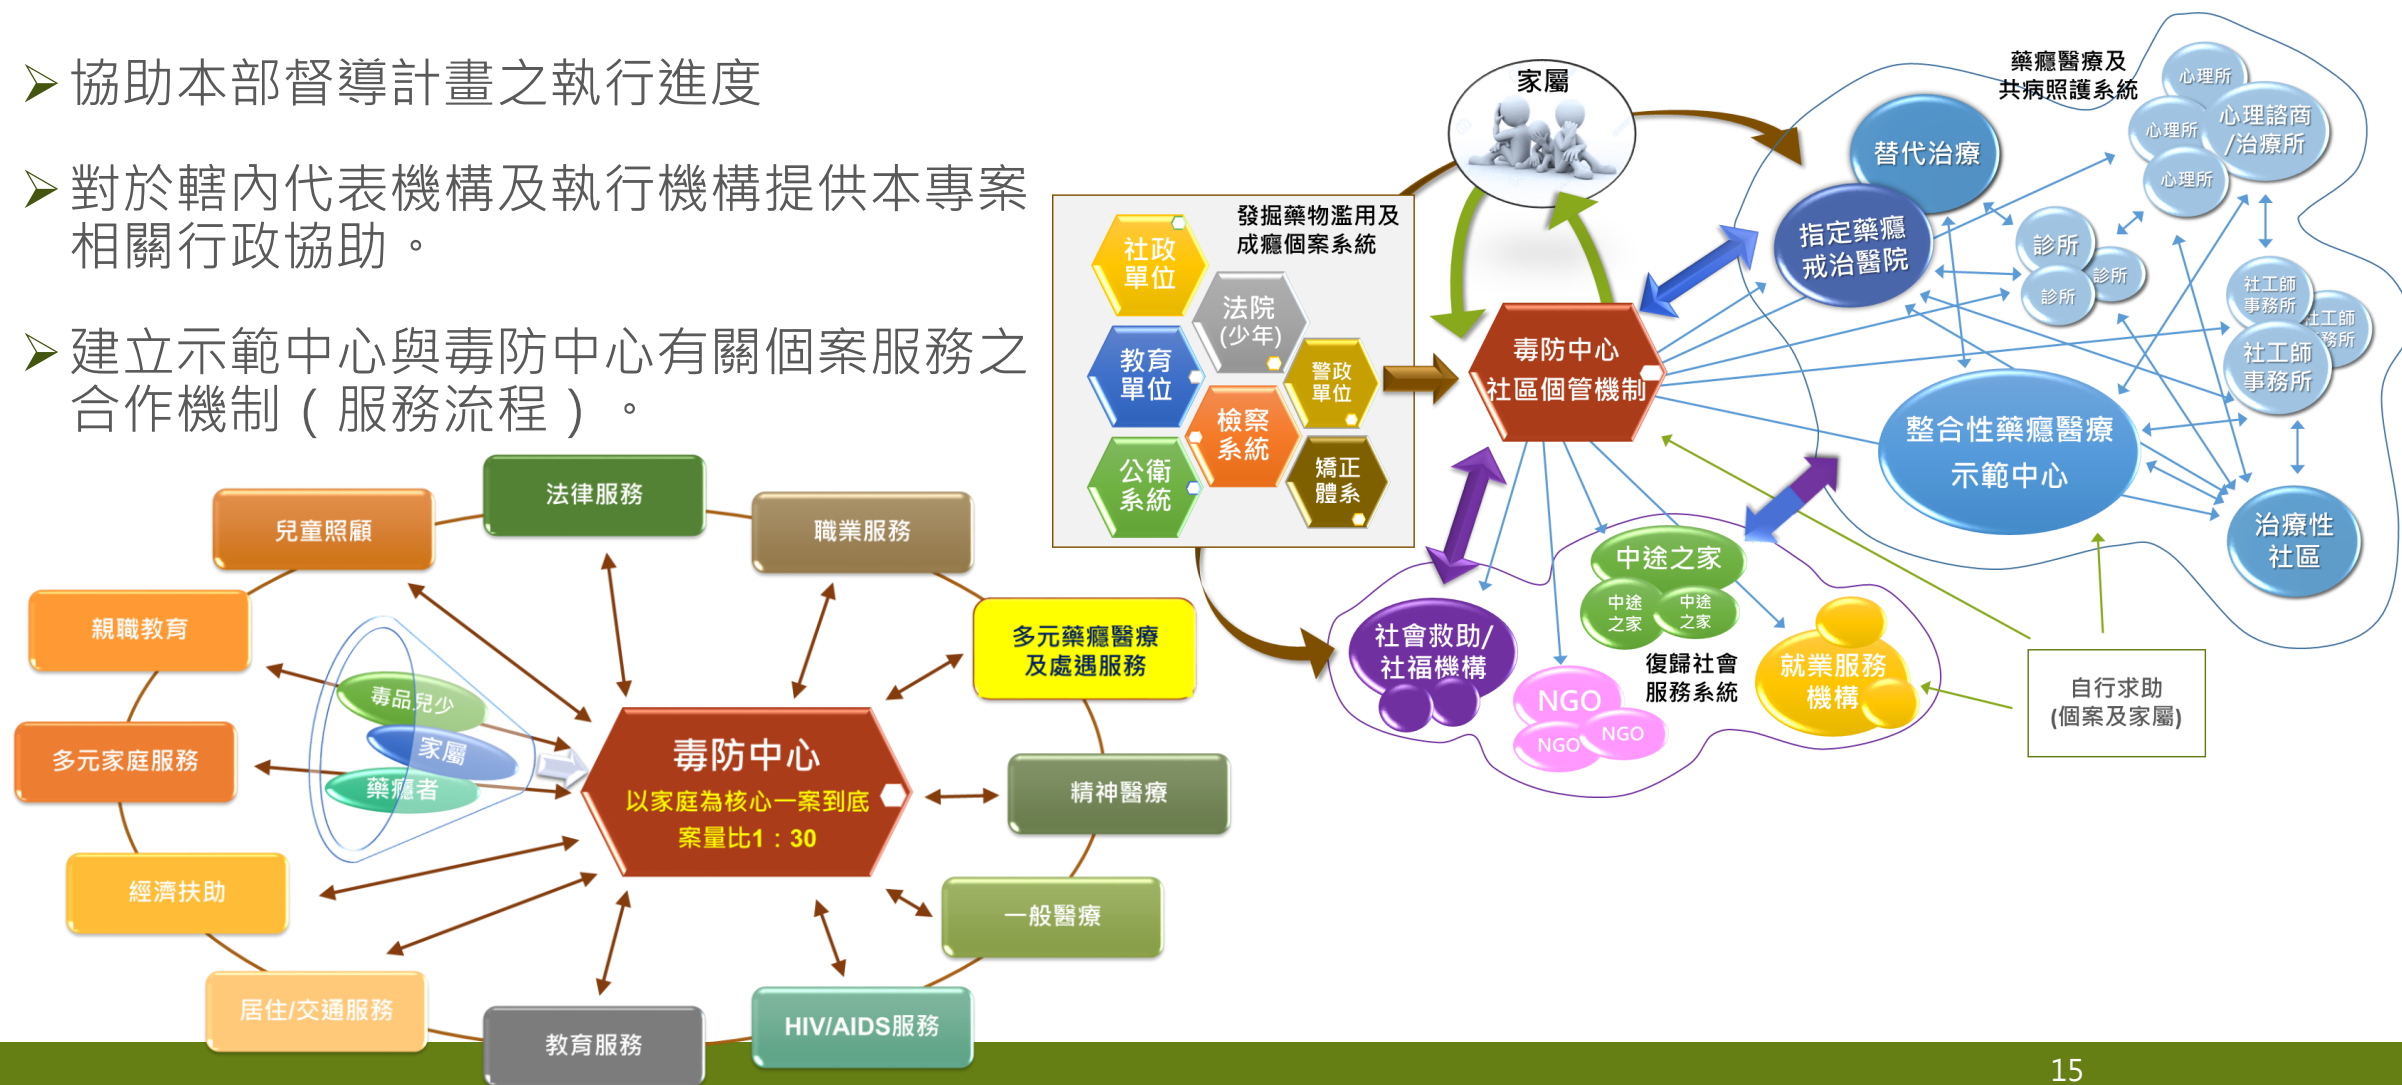 ➢協助本部督導計畫之執行進度
➢對於轄內代表機構及執行機構提供本專案
相關行政協助。
➢建立示範中心與毒防中心有關個案服務之
合作機制(服務流程)。
家屬
發掘藥物濫用及
成癮個案系統
社政
單位
法院
(少年)
教育
單位
警政
單位
檢察
系統
公衛
系統
矯正
體系
毒防中心
社區個管機制
藥癮醫療及
共病照護系統
替代治療
指定藥癮
戒治醫院
心理所
心理所
心理諮商
/治療所
心理所
診所
診所
診所
社工師
事務所
社工師
務所
社工師
事務所
整合性藥癮醫療
示範中心
治療性
社區
中途之家
中途
之家
中途
之家
社會救助/
社福機構
復歸社會
服務系統
NGO
NGO
NGO
就業服務
機構
自行求助
(個案及家屬)
法律服務
兒童照顧
職業服務
親職教育
多元藥癮醫療
及處遇服務
毒品兒少
家屬
藥癮者
多元家庭服務
毒防中心
以家庭為核心一案到底
案量比1：30
精神醫療
經濟扶助
一般醫療
居住/交通服務
教育服務
HIV/AIDS服務
15